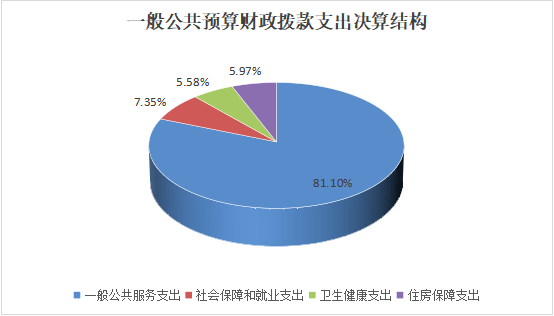 一般公共预算财政拨款支出决算结构
5.97%
5.58%
7.35%
81.10%
一般公共服务支出 社会保障和就业支出 卫生健康支出 住房保障支出